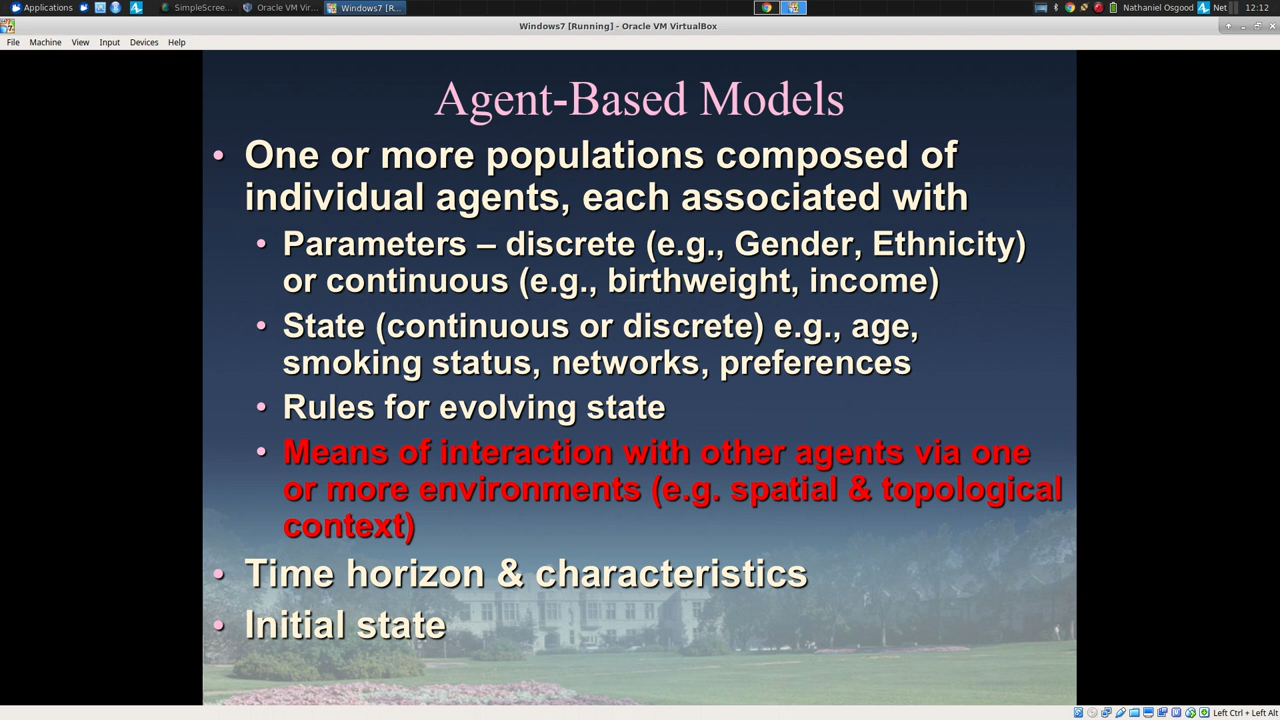 Applications
SimpleScree...
Oracle VM Vir...
Windows7 [R...
Nathaniel Osgood
Net
12:12
Windows7 [Running] - Oracle VM VirtualBox
File Machine View Input Devices Help
Agent-Based Models
• One or more populations composed of
individual agents, each associated with
• Parameters – discrete (e.g., Gender, Ethnicity)
or continuous (e.g., birthweight, income)
• State (continuous or discrete) e.g., age,
smoking status, networks, preferences
• Rules for evolving state
• Means of interaction with other agents via one
or more environments (e.g. spatial & topological
context)
• Time horizon & characteristics
• Initial state
Left Ctrl + Left Alt